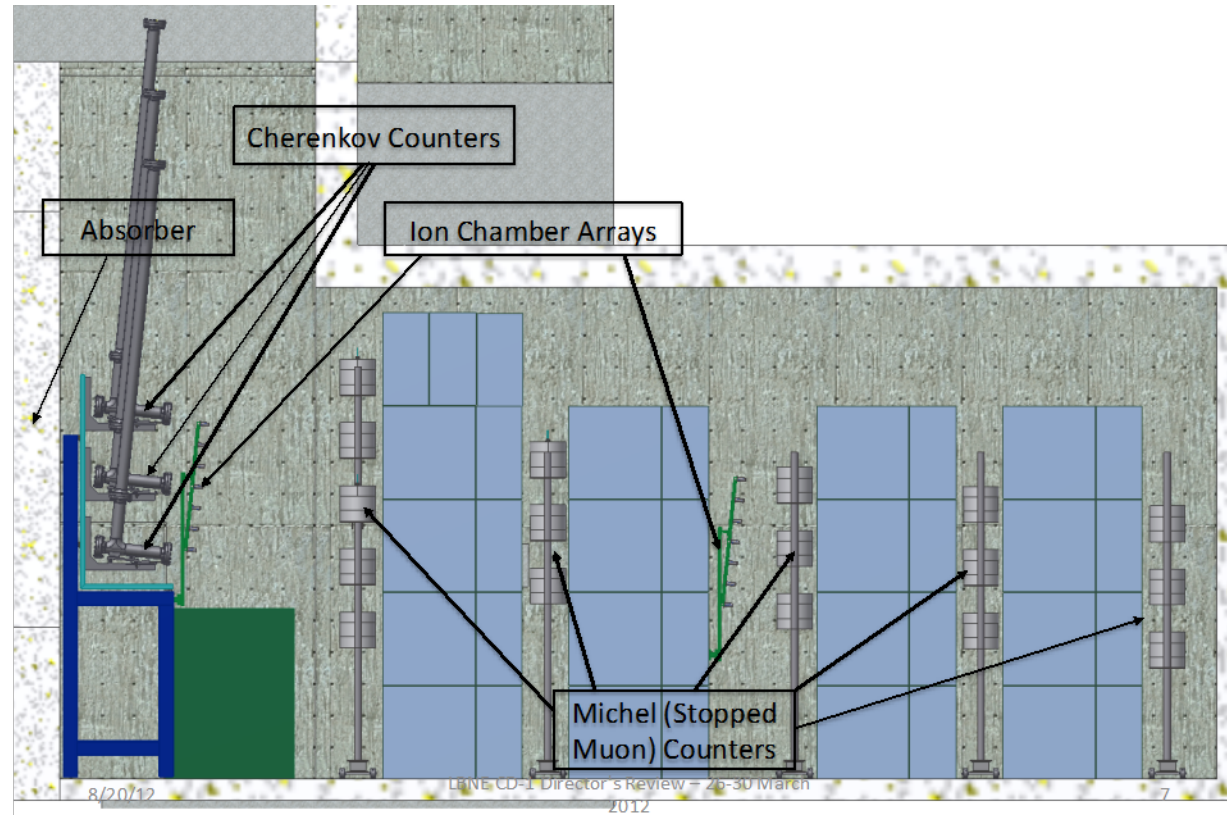 Cherenkov Counters
Absorber
Ion Chamber Arrays
Michel (Stopped
Muon) Counters
8/20/12
LBNE CD-1 Director's Review – 26-30 March
2012
7